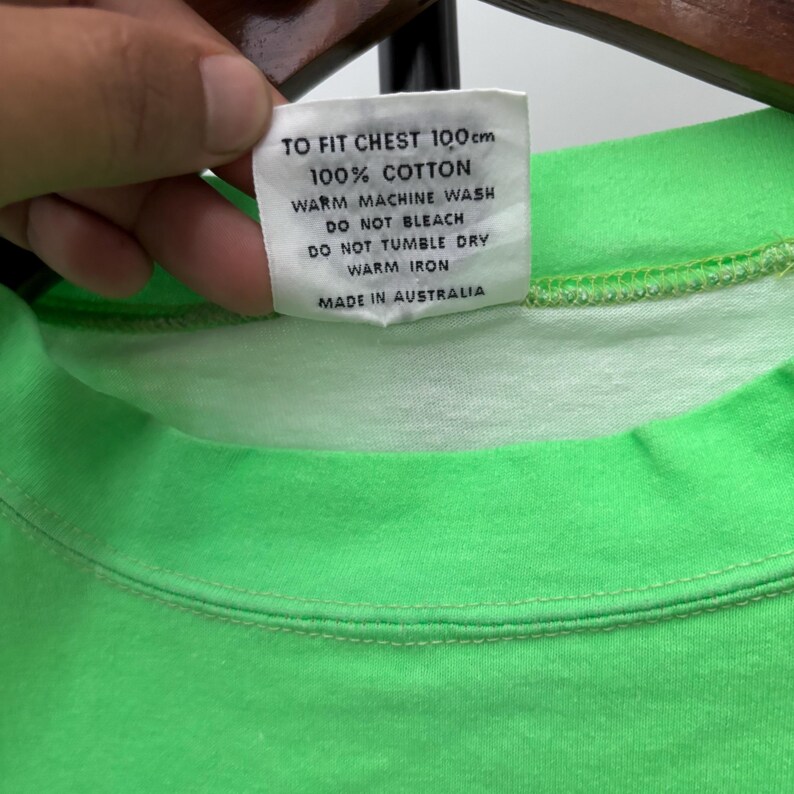 TO FIT CHEST 100cm
100% COTTON
WARM MACHINE WASH
DO NOT BLEACH
DO NOT TUMBLE DRY
WARM IRON
MADE IN AUSTRALIA